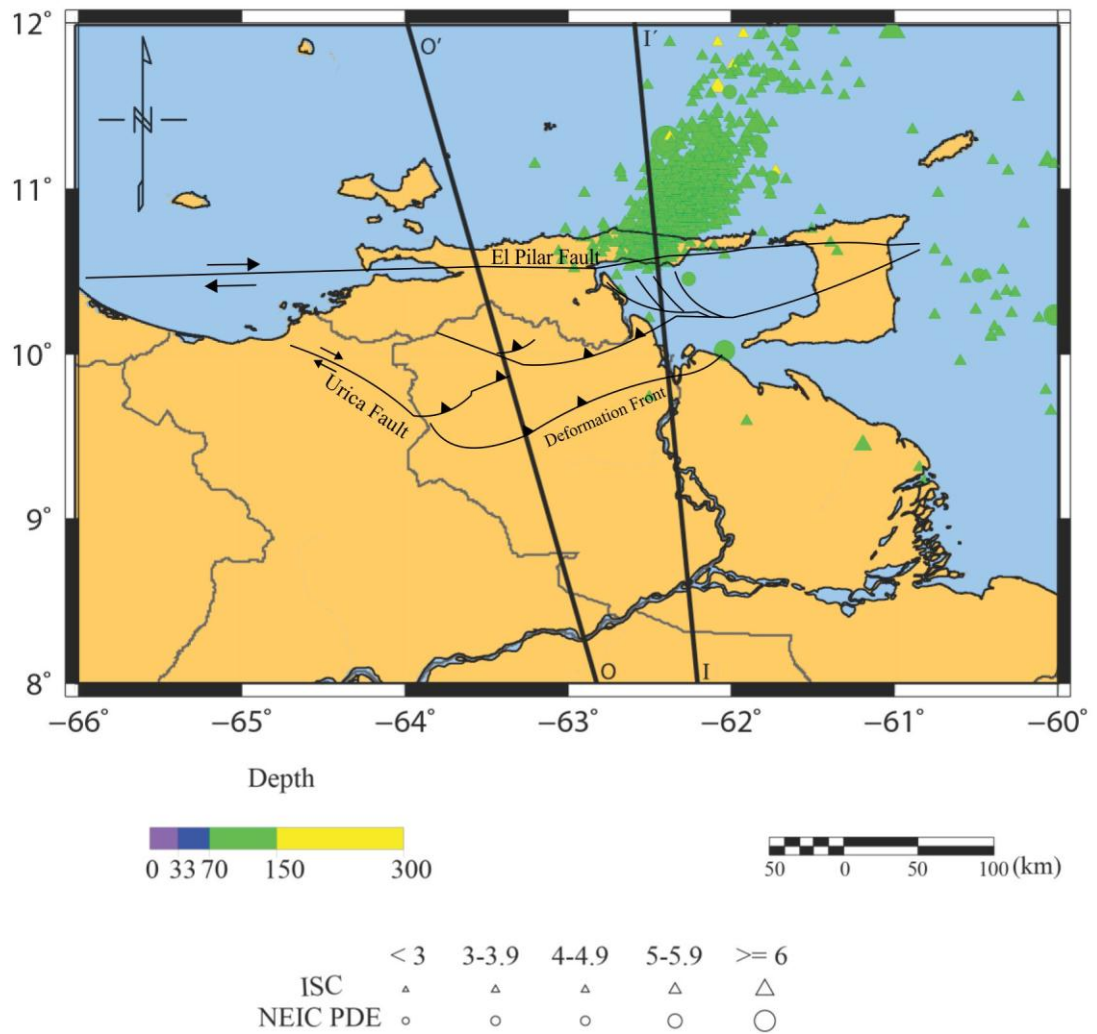 12°
O'
I´
N
11°
El Pilar Fault
10°
Urica Fault
Deformation Front
9°
8°
O
I
−66° −65° −64° −63° −62° −61° −60°
Depth
0 33 70 150 300
50 0 50 100 (km)
< 3 3-3.9 4-4.9 5-5.9 >= 6
ISC
NEIC PDE